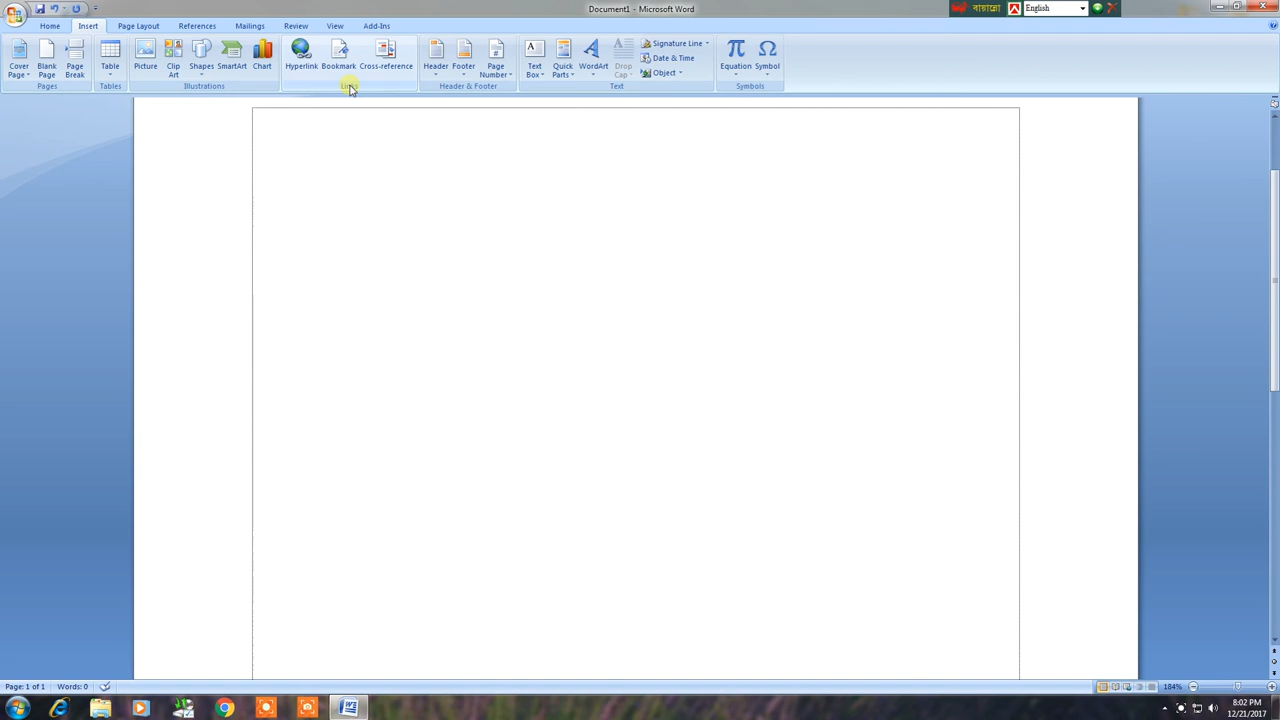 Document1 - Microsoft Word
বায়ান্নো
English
Home
Insert
Page Layout
References
Mailings
Review
View
Add-Ins
Cover Page
Blank Page
Page Break
Table
Picture
Clip Art
Shapes
SmartArt
Chart
Hyperlink
Bookmark
Cross-reference
Header
Footer
Page Number
Text Box
Quick Parts
WordArt
Drop Cap
Signature Line
Date & Time
Object
Equation
Symbol
Pages
Tables
Illustrations
Links
Header & Footer
Text
Symbols
Page: 1 of 1
Words: 0
184%
8:02 PM
12/21/2017